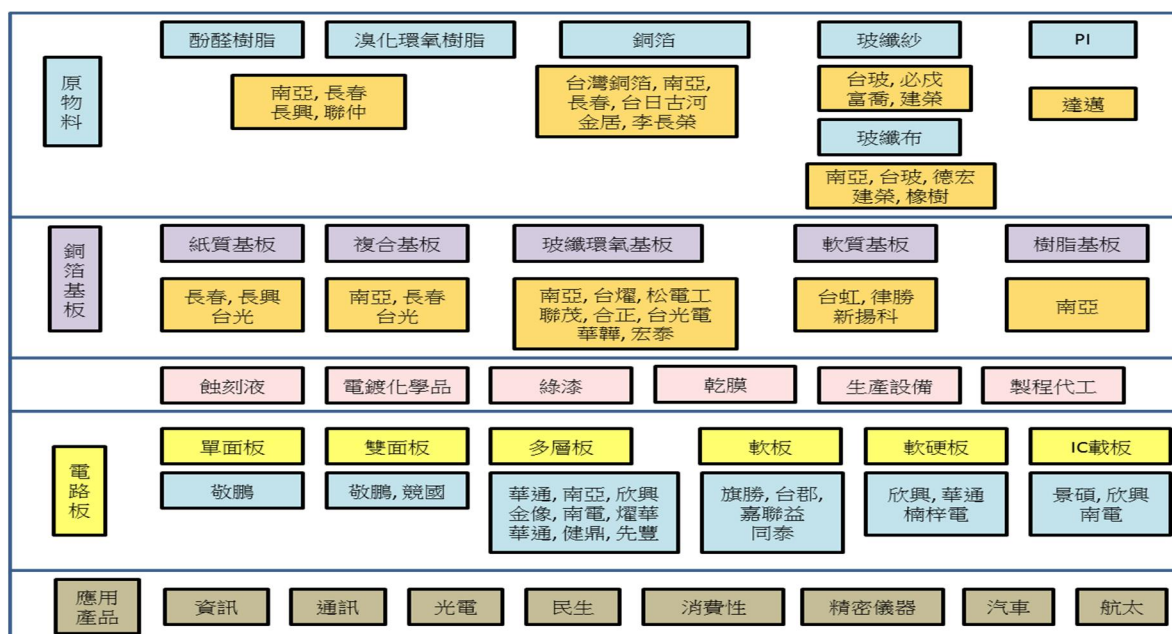 原
物
料
酚醛樹脂
溴化環氧樹脂
銅箔
玻纖紗
PI
南亞, 長春
長興, 聯仲
台灣銅箔, 南亞,
長春, 台日古河
金居, 李長榮
台玻, 必成
富喬, 建榮
達邁
玻纖布
南亞, 台玻, 德宏
建榮, 橡樹
銅
箔
基
板
紙質基板
複合基板
玻纖環氧基板
軟質基板
樹脂基板
長春, 長興
台光
南亞, 長春
台光
南亞, 台燿, 松電工
聯茂, 合正, 台光電
華韡, 宏泰
台虹, 律勝
新揚科
南亞
蝕刻液
電鍍化學品
綠漆
乾膜
生產設備
製程代工
電
路
板
單面板
雙面板
多層板
軟板
軟硬板
IC載板
敬鵬
敬鵬, 競國
華通, 南亞, 欣興
金像, 南電, 燿華
華通, 健鼎, 先豐
旗勝, 台郡,
嘉聯益
同泰
欣興, 華通
楠梓電
景碩, 欣興
南電
應用
產品
資訊
通訊
光電
民生
消費性
精密儀器
汽車
航太